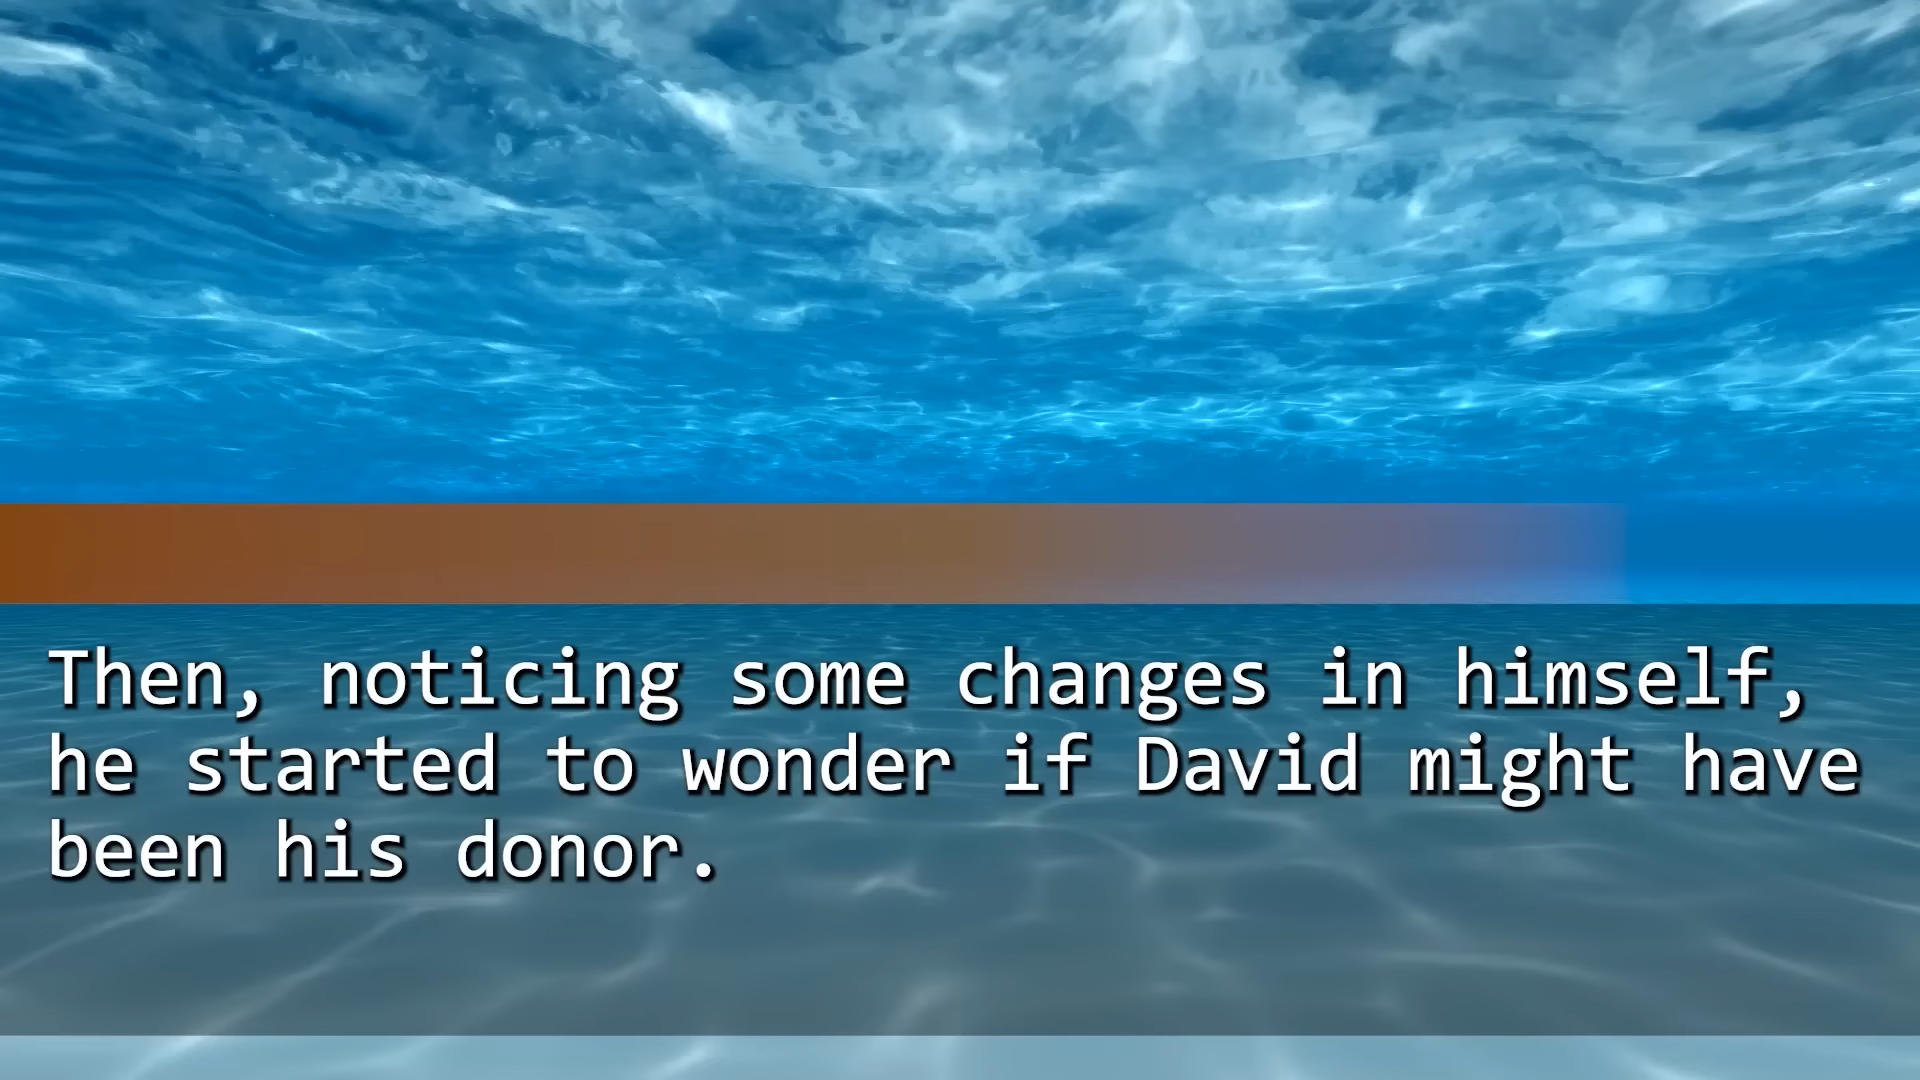 Then, noticing some changes in himself,
he started to wonder if David might have
been his donor.